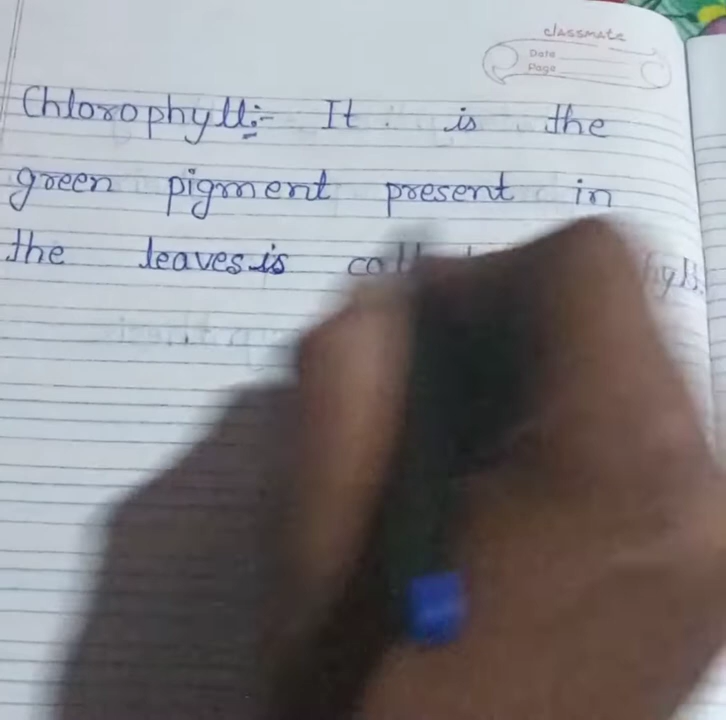 classmate
Date
Page
Chlorophyll:- It is the
green pigment present in
the leaves is